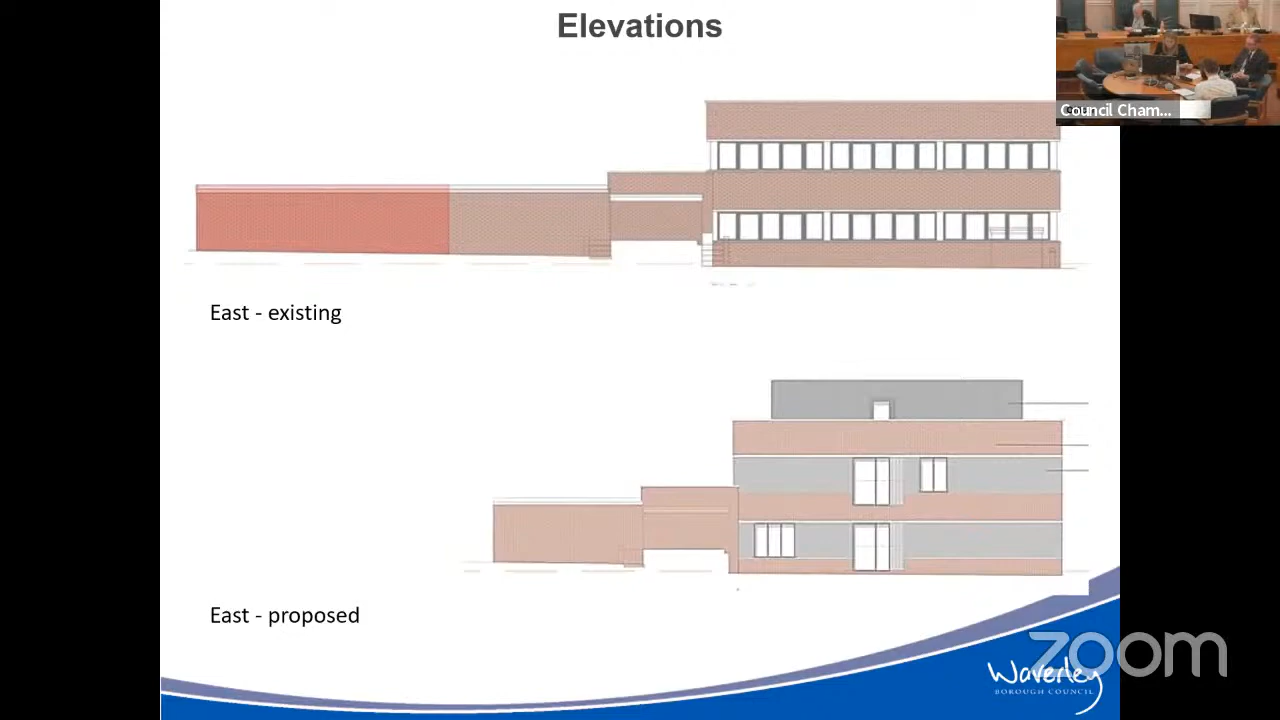 Elevations
Council Cham...
East - existing
East - proposed
zoom
Waverley
BOROUGH COUNCIL